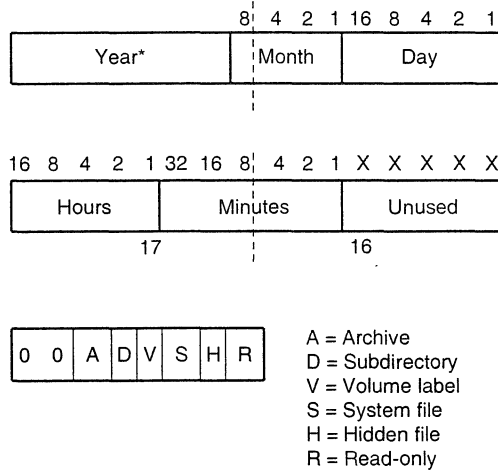 8 4 2 1 16 8 4 2 1
Year* Month Day
16 8 4 2 1 32 16 8 4 2 1 X X X X X
Hours Minutes Unused
17 16
0 0 A D V S H R
A = Archive
D = Subdirectory
V = Volume label
S = System file
H = Hidden file
R = Read-only